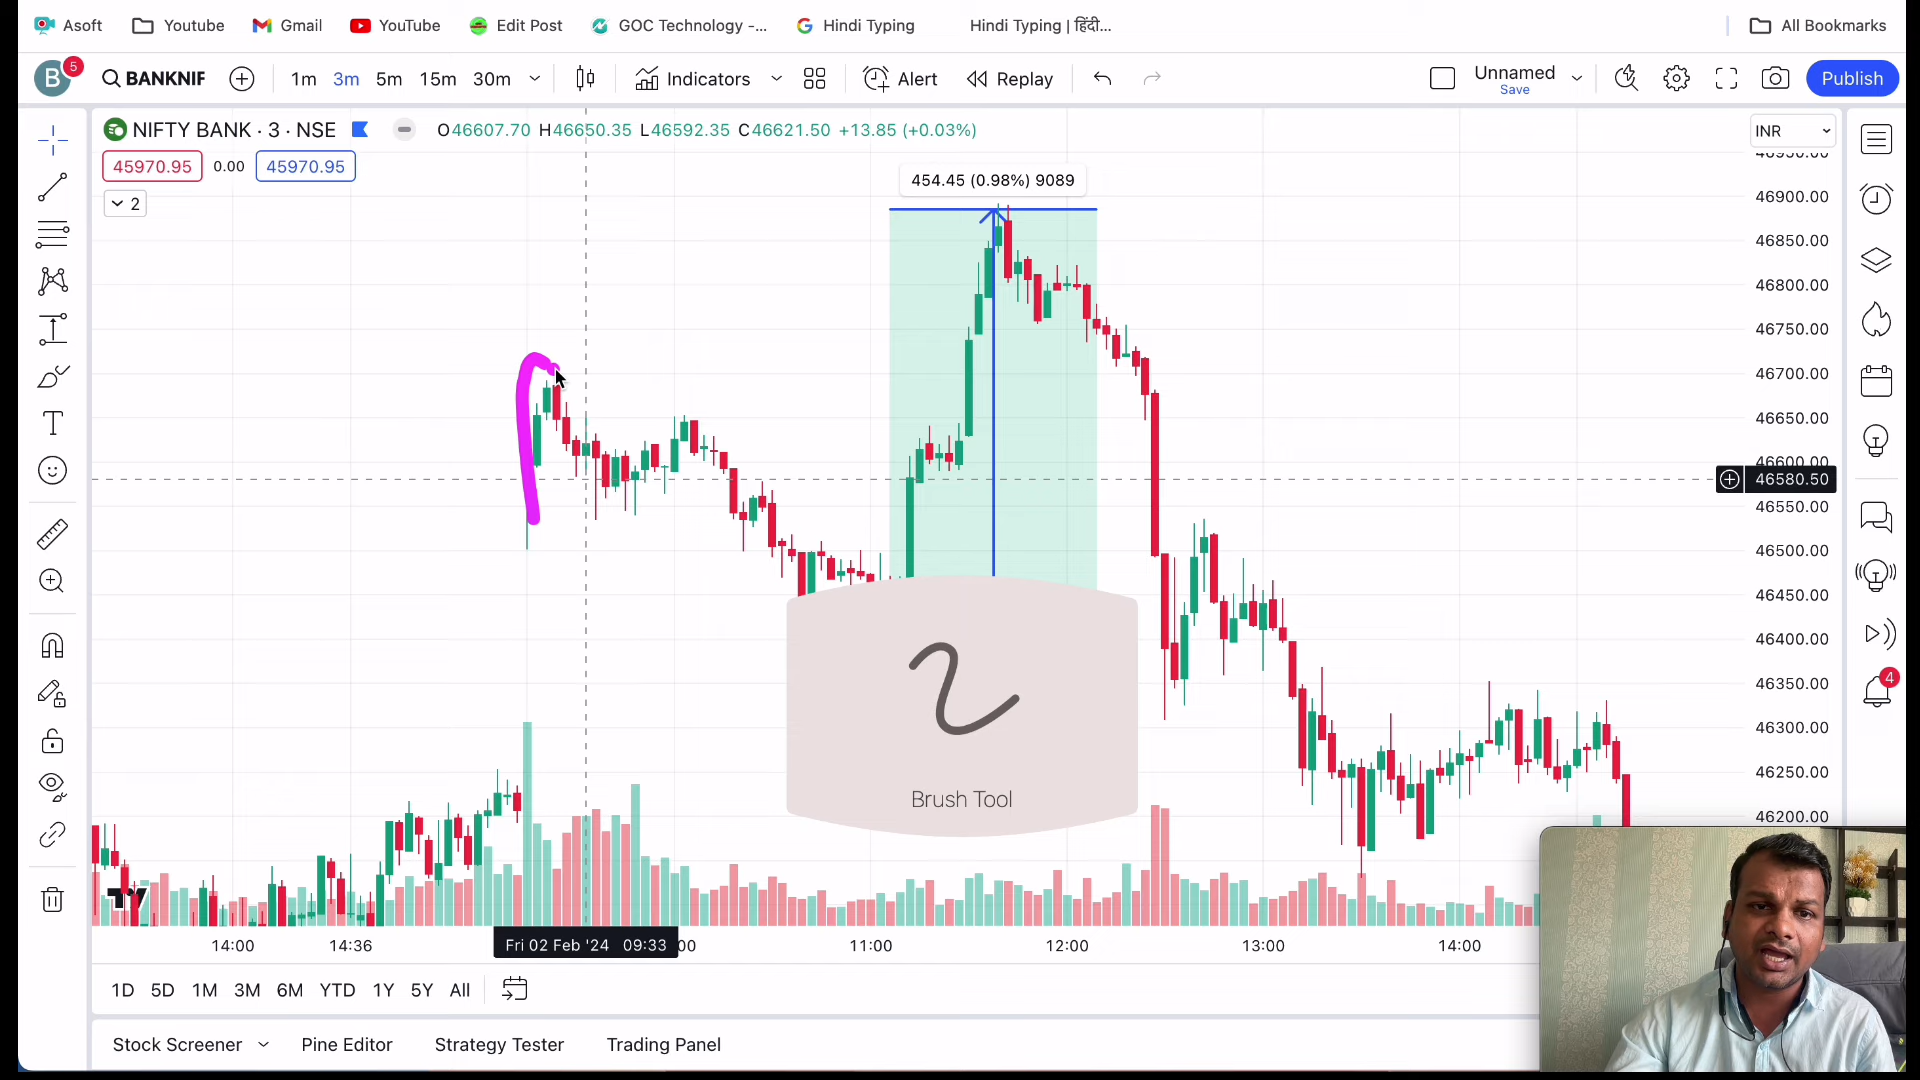 Asoft Youtube Gmail YouTube Edit Post GOC Technology -... Hindi Typing Hindi Typing | हिंदी... All Bookmarks
B 5 BANKNIF 1m 3m 5m 15m 30m Indicators Alert Replay Unnamed Save Publish
NIFTY BANK · 3 · NSE O46607.70 H46650.35 L46592.35 C46621.50 +13.85 (+0.03%) INR
45970.95 0.00 45970.95
2
454.45 (0.98%) 9089
46950.00
46900.00
46850.00
46800.00
46750.00
46700.00
46650.00
46600.00
46580.50
46550.00
46500.00
46450.00
46400.00
46350.00
46300.00
46250.00
46200.00
4
Brush Tool
14:00 14:36 Fri 02 Feb '24 09:33 :00 11:00 12:00 13:00 14:00
1D 5D 1M 3M 6M YTD 1Y 5Y All
Stock Screener Pine Editor Strategy Tester Trading Panel